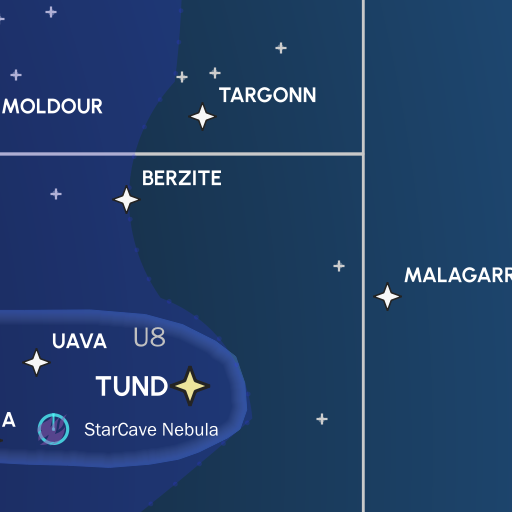 TARGONN
MOLDOUR
BERZITE
MALAGARR
UAVA
U8
TUND
A
StarCave Nebula